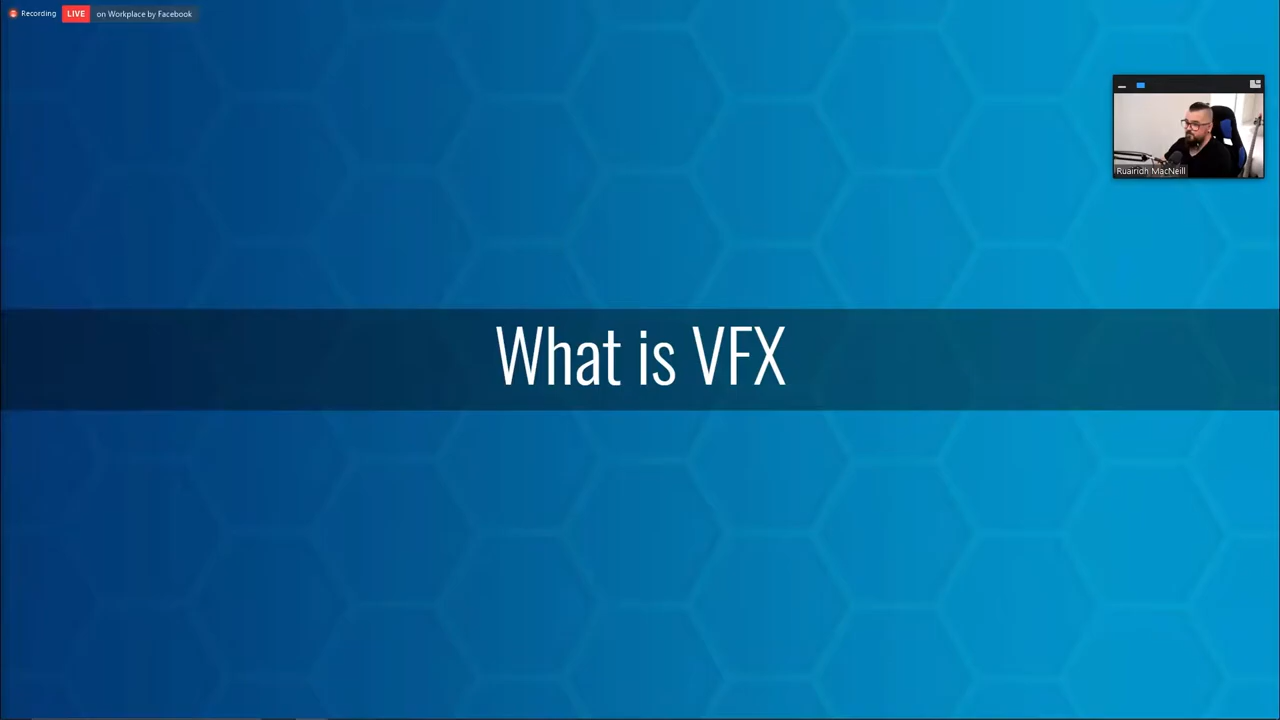 Recording LIVE on Workplace by Facebook
Ruairidh MacNeill
What is VFX